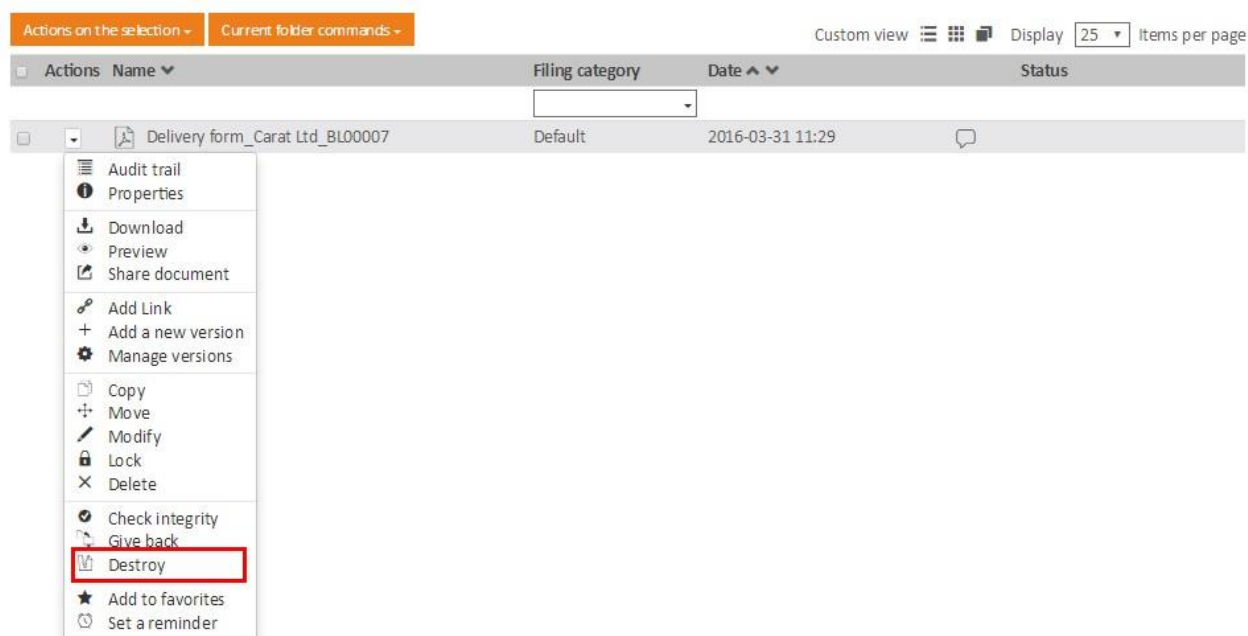 Actions on the selection Current folder commands Custom view Display 25 Items per page
Actions Name Filing category Date Status
Delivery form_Carat Ltd_BL00007 Default 2016-03-31 11:29
Audit trail
Properties
Download
Preview
Share document
Add Link
Add a new version
Manage versions
Copy
Move
Modify
Lock
Delete
Check integrity
Give back
Destroy
Add to favorites
Set a reminder